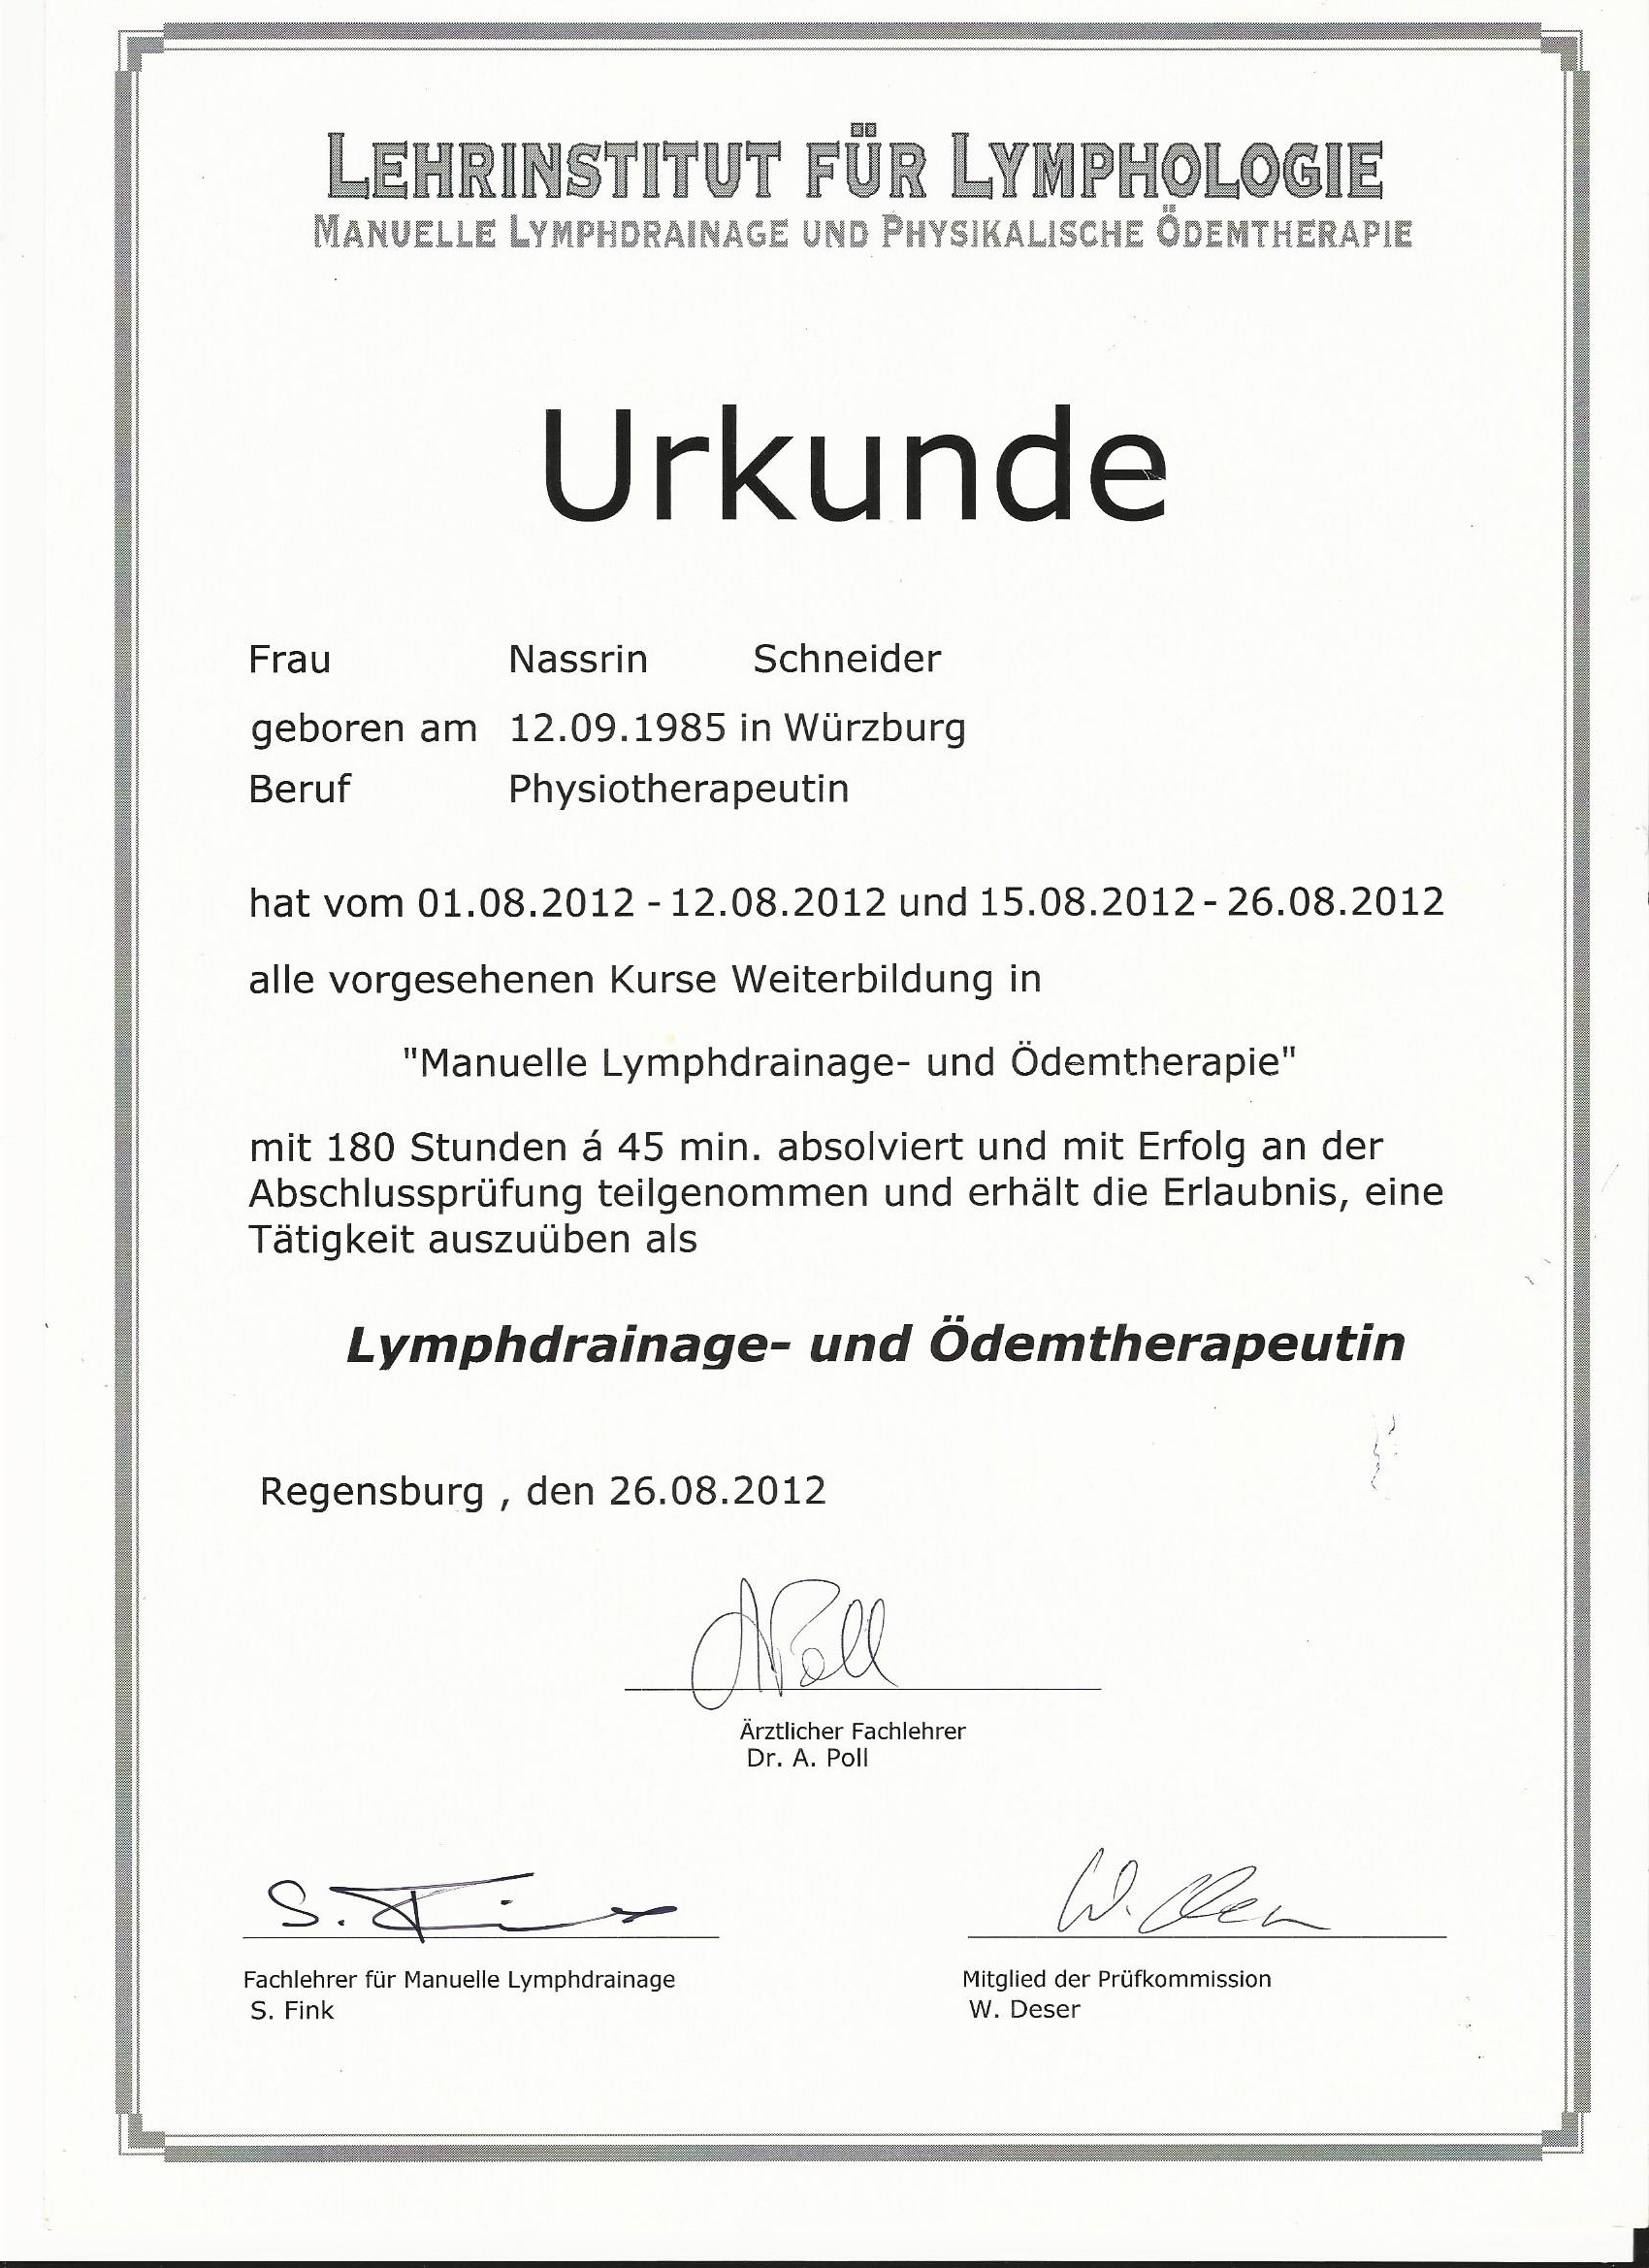 LEHRINSTITUT FÜR LYMPHOLOGIE
MANUELLE LYMPHDRAINAGE UND PHYSIKALISCHE ÖDEMTHERAPIE
Urkunde
Frau Nassrin Schneider
geboren am 12.09.1985 in Würzburg
Beruf Physiotherapeutin
hat vom 01.08.2012 - 12.08.2012 und 15.08.2012 - 26.08.2012
alle vorgesehenen Kurse Weiterbildung in
"Manuelle Lymphdrainage- und Ödemtherapie"
mit 180 Stunden á 45 min. absolviert und mit Erfolg an der
Abschlussprüfung teilgenommen und erhält die Erlaubnis, eine
Tätigkeit auszuüben als
Lymphdrainage- und Ödemtherapeutin
Regensburg , den 26.08.2012
Ärztlicher Fachlehrer
Dr. A. Poll
Fachlehrer für Manuelle Lymphdrainage
S. Fink
Mitglied der Prüfkommission
W. Deser